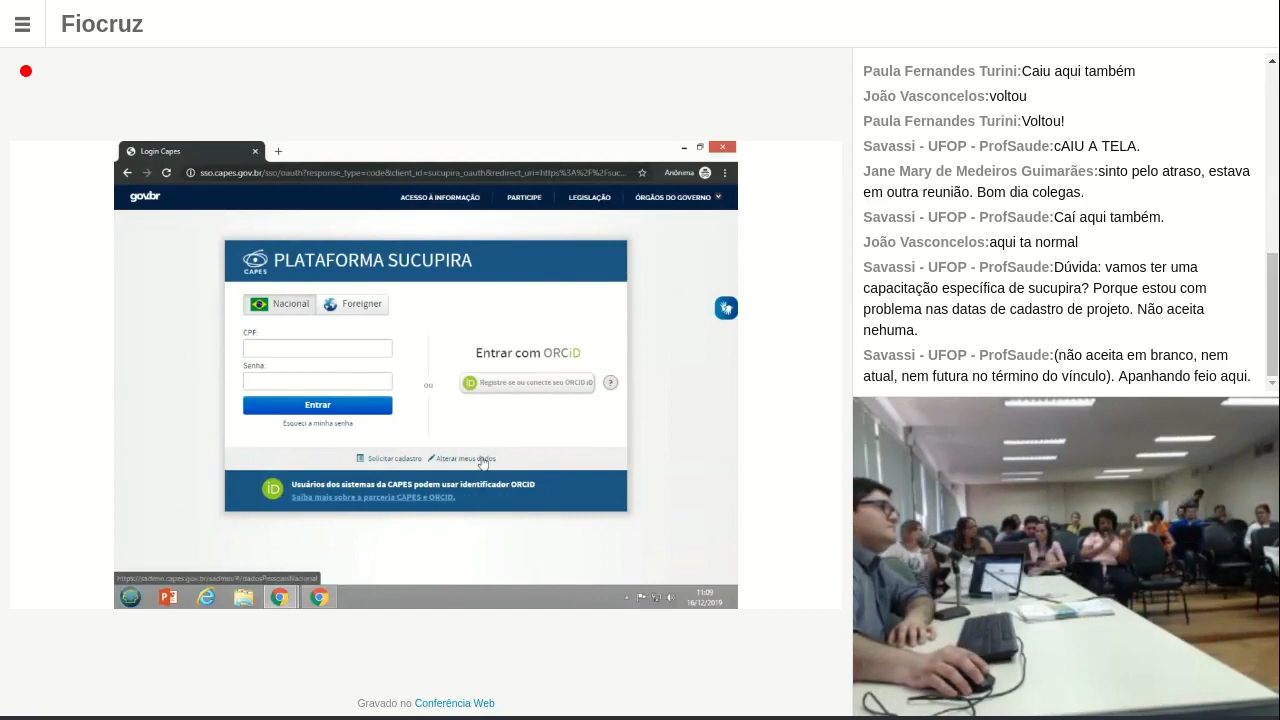 Fiocruz
Login Capes
sso.capes.gov.br/sso/oauth?response_type=code&client_id=sucupira_oauth&redirect_uri=https%3A%2F%2Fsuc...
Anônima
gov.br
ACESSO À INFORMAÇÃO PARTICIPE LEGISLAÇÃO ÓRGÃOS DO GOVERNO
CAPES
PLATAFORMA SUCUPIRA
Nacional Foreigner
CPF:
Senha:
Entrar
Esqueci a minha senha
ou
Entrar com ORCiD
iD Registre-se ou conecte seu ORCID iD ?
Solicitar cadastro Alterar meus dados
iD
Usuários dos sistemas da CAPES podem usar identificador ORCID
Saiba mais sobre a parceria CAPES e ORCID.
11:09
16/12/2019
Gravado no Conferência Web
Paula Fernandes Turini:Caiu aqui também
João Vasconcelos:voltou
Paula Fernandes Turini:Voltou!
Savassi - UFOP - ProfSaude:cAIU A TELA.
Jane Mary de Medeiros Guimarães:sinto pelo atraso, estava
em outra reunião. Bom dia colegas.
Savassi - UFOP - ProfSaude:Caí aqui também.
João Vasconcelos:aqui ta normal
Savassi - UFOP - ProfSaude:Dúvida: vamos ter uma
capacitação específica de sucupira? Porque estou com
problema nas datas de cadastro de projeto. Não aceita
nehuma.
Savassi - UFOP - ProfSaude:(não aceita em branco, nem
atual, nem futura no término do vínculo). Apanhando feio aqui.